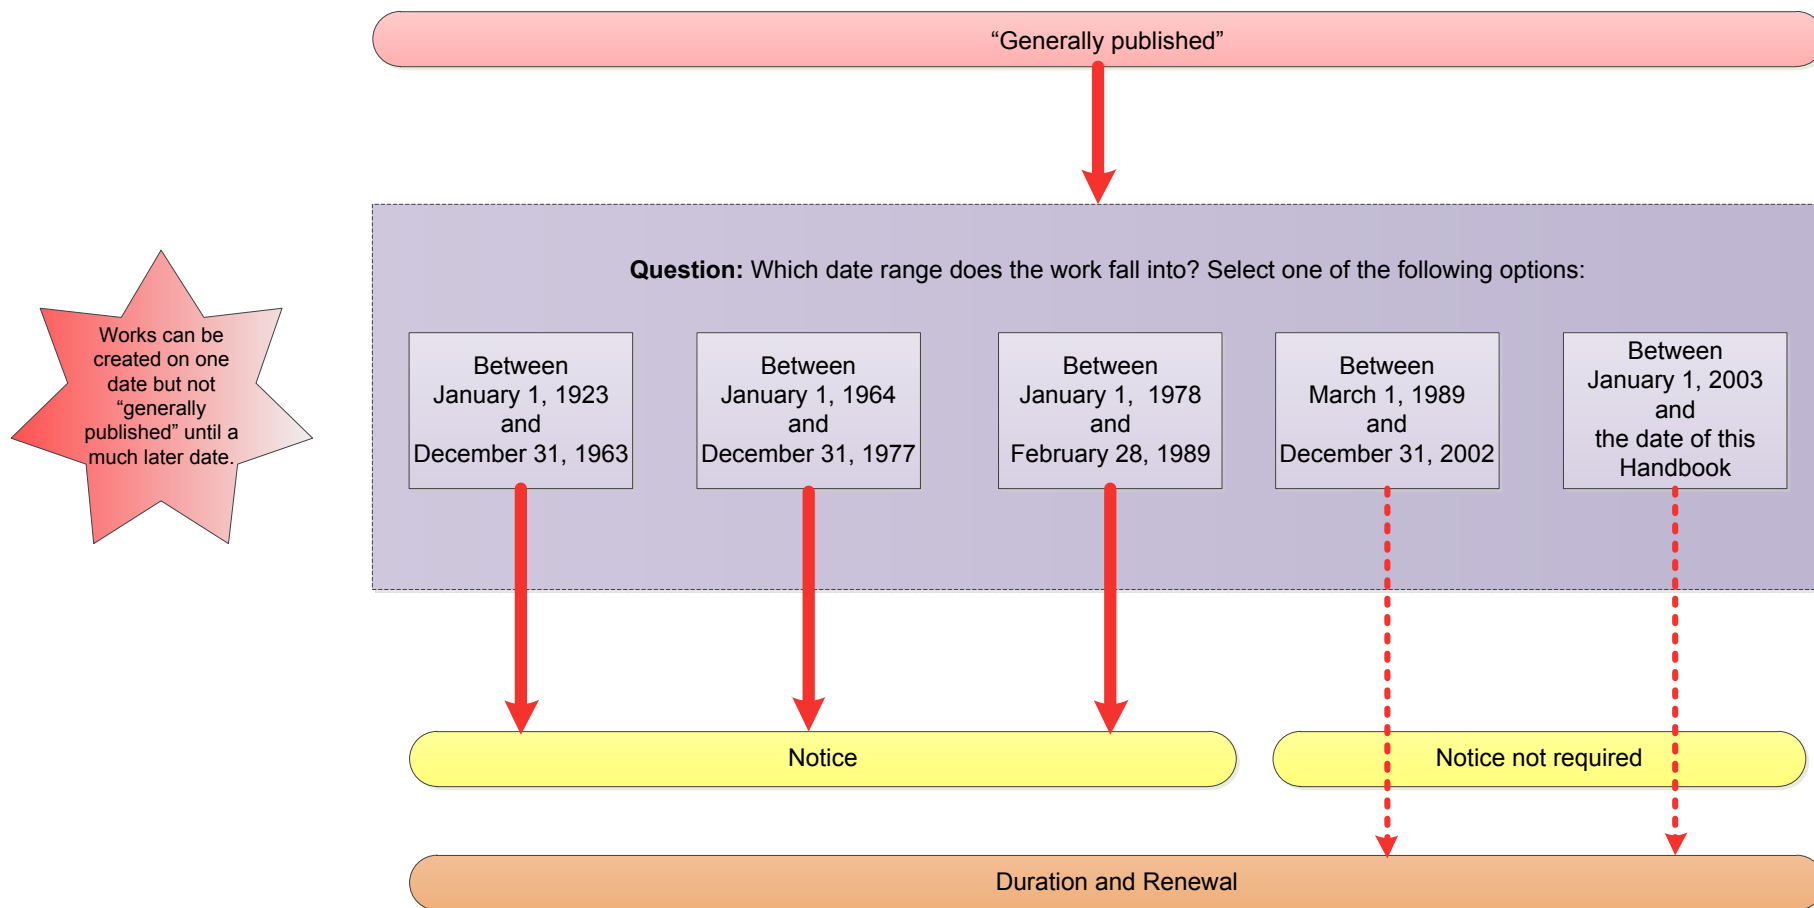 “Generally published”
Question: Which date range does the work fall into? Select one of the following options:
Works can be
created on one
date but not
“generally
published” until a
much later date.
Between
January 1, 1923
and
December 31, 1963
Between
January 1, 1964
and
December 31, 1977
Between
January 1,  1978
and
February 28, 1989
Between
March 1, 1989
and
December 31, 2002
Between
January 1, 2003
and
the date of this
Handbook
Notice
Notice not required
Duration and Renewal